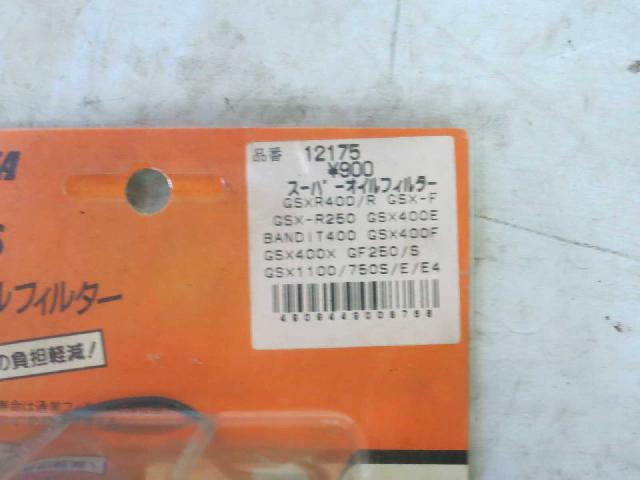 品番 12175
¥900
スーパーオイルフィルター
GSXR400/R GSX-F
GSX-R250 GSX400E
BANDIT400 GSX400F
GSX400X GF250/S
GSX1100/750S/E/E4
ルフィルター
の負担軽減!